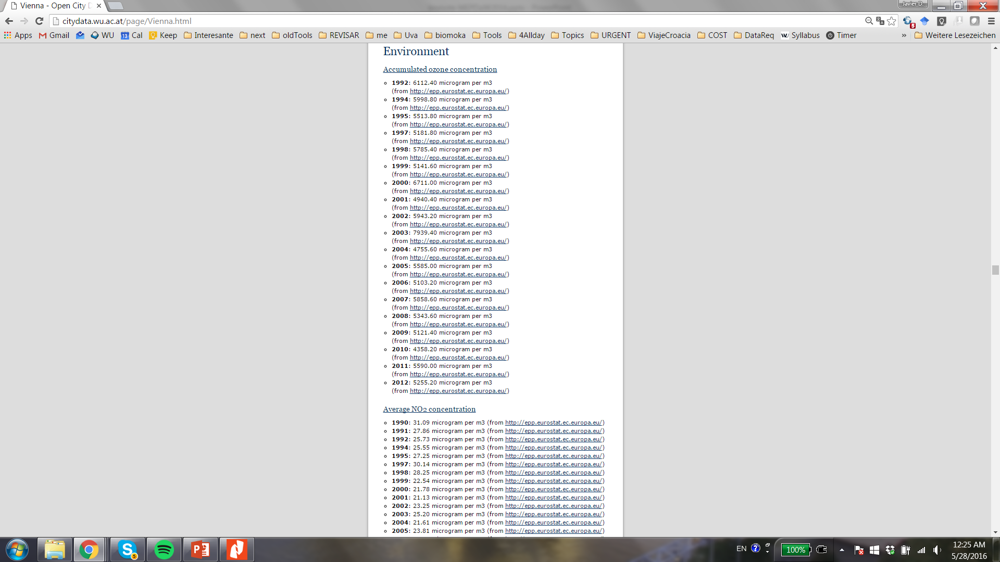 Vienna - Open City D
Javier D.
citydata.wu.ac.at/page/Vienna.html
5
Apps Gmail WU 13 Cal Keep Interesante next oldTools REVISAR me Uva biomoka Tools 4Allday Topics URGENT ViajeCroacia COST DataReq Syllabus Timer » Weitere Lesezeichen
Environment
Accumulated ozone concentration
1992: 6112.40 microgram per m3
(from http://epp.eurostat.ec.europa.eu/)
1994: 5998.80 microgram per m3
(from http://epp.eurostat.ec.europa.eu/)
1995: 5513.80 microgram per m3
(from http://epp.eurostat.ec.europa.eu/)
1997: 5181.80 microgram per m3
(from http://epp.eurostat.ec.europa.eu/)
1998: 5785.40 microgram per m3
(from http://epp.eurostat.ec.europa.eu/)
1999: 5141.60 microgram per m3
(from http://epp.eurostat.ec.europa.eu/)
2000: 6711.00 microgram per m3
(from http://epp.eurostat.ec.europa.eu/)
2001: 4940.40 microgram per m3
(from http://epp.eurostat.ec.europa.eu/)
2002: 5943.20 microgram per m3
(from http://epp.eurostat.ec.europa.eu/)
2003: 7939.40 microgram per m3
(from http://epp.eurostat.ec.europa.eu/)
2004: 4755.60 microgram per m3
(from http://epp.eurostat.ec.europa.eu/)
2005: 5585.00 microgram per m3
(from http://epp.eurostat.ec.europa.eu/)
2006: 5103.20 microgram per m3
(from http://epp.eurostat.ec.europa.eu/)
2007: 5858.60 microgram per m3
(from http://epp.eurostat.ec.europa.eu/)
2008: 5343.60 microgram per m3
(from http://epp.eurostat.ec.europa.eu/)
2009: 5121.40 microgram per m3
(from http://epp.eurostat.ec.europa.eu/)
2010: 4358.20 microgram per m3
(from http://epp.eurostat.ec.europa.eu/)
2011: 5590.00 microgram per m3
(from http://epp.eurostat.ec.europa.eu/)
2012: 5255.20 microgram per m3
(from http://epp.eurostat.ec.europa.eu/)
Average NO2 concentration
1990: 31.09 microgram per m3 (from http://epp.eurostat.ec.europa.eu/)
1991: 27.86 microgram per m3 (from http://epp.eurostat.ec.europa.eu/)
1992: 25.73 microgram per m3 (from http://epp.eurostat.ec.europa.eu/)
1994: 25.55 microgram per m3 (from http://epp.eurostat.ec.europa.eu/)
1995: 27.25 microgram per m3 (from http://epp.eurostat.ec.europa.eu/)
1997: 30.14 microgram per m3 (from http://epp.eurostat.ec.europa.eu/)
1998: 28.25 microgram per m3 (from http://epp.eurostat.ec.europa.eu/)
1999: 22.54 microgram per m3 (from http://epp.eurostat.ec.europa.eu/)
2000: 21.78 microgram per m3 (from http://epp.eurostat.ec.europa.eu/)
2001: 21.13 microgram per m3 (from http://epp.eurostat.ec.europa.eu/)
2002: 23.25 microgram per m3 (from http://epp.eurostat.ec.europa.eu/)
2003: 25.20 microgram per m3 (from http://epp.eurostat.ec.europa.eu/)
2004: 21.61 microgram per m3 (from http://epp.eurostat.ec.europa.eu/)
2005: 23.81 microgram per m3 (from http://epp.eurostat.ec.europa.eu/)
EN 100% 12:25 AM
5/28/2016